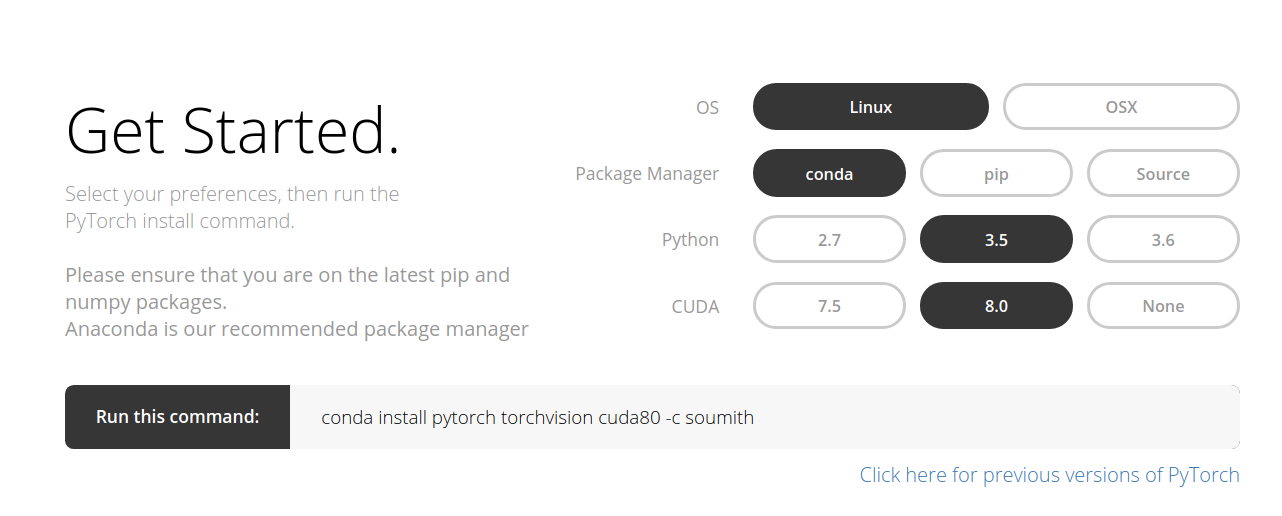 Get Started.
Select your preferences, then run the
PyTorch install command.
Please ensure that you are on the latest pip and
numpy packages.
Anaconda is our recommended package manager
OS Linux OSX
Package Manager conda pip Source
Python 2.7 3.5 3.6
CUDA 7.5 8.0 None
Run this command: conda install pytorch torchvision cuda80 -c soumith
Click here for previous versions of PyTorch